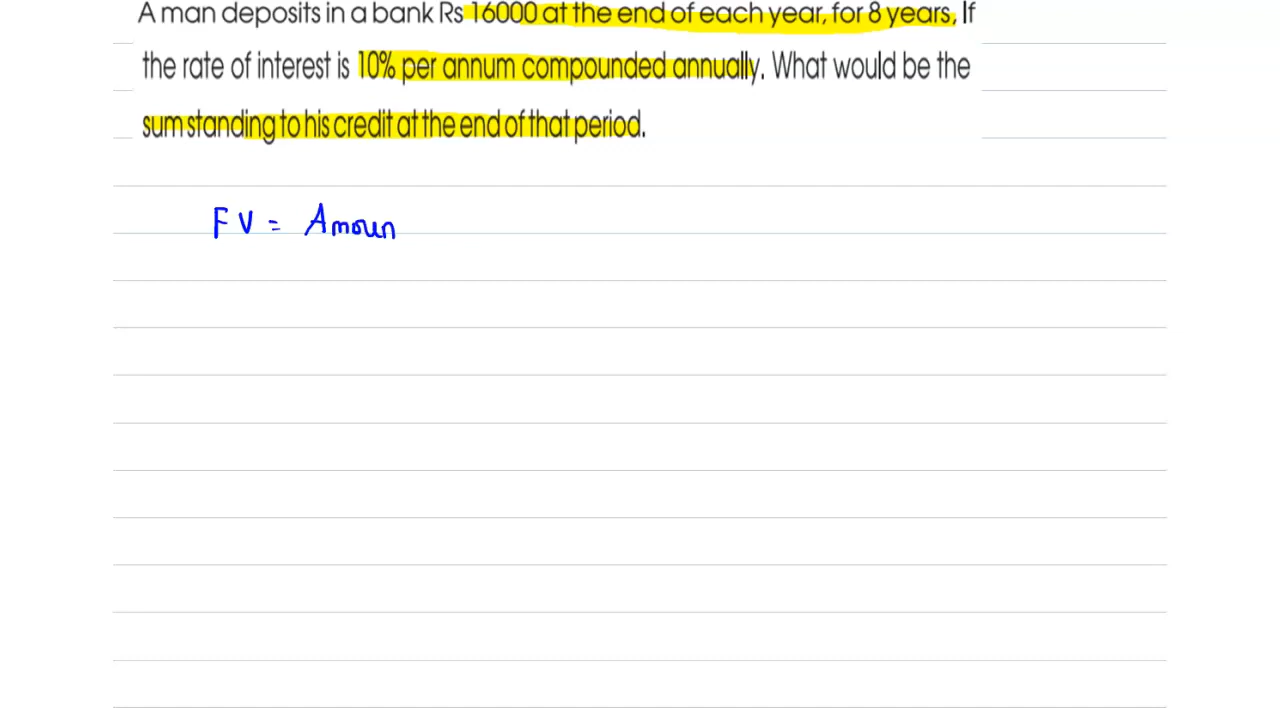 A man deposits in a bank Rs 16000 at the end of each year, for 8 years, If
the rate of interest is 10% per annum compounded annually. What would be the
sum standing to his credit at the end of that period.
FV = Amoun